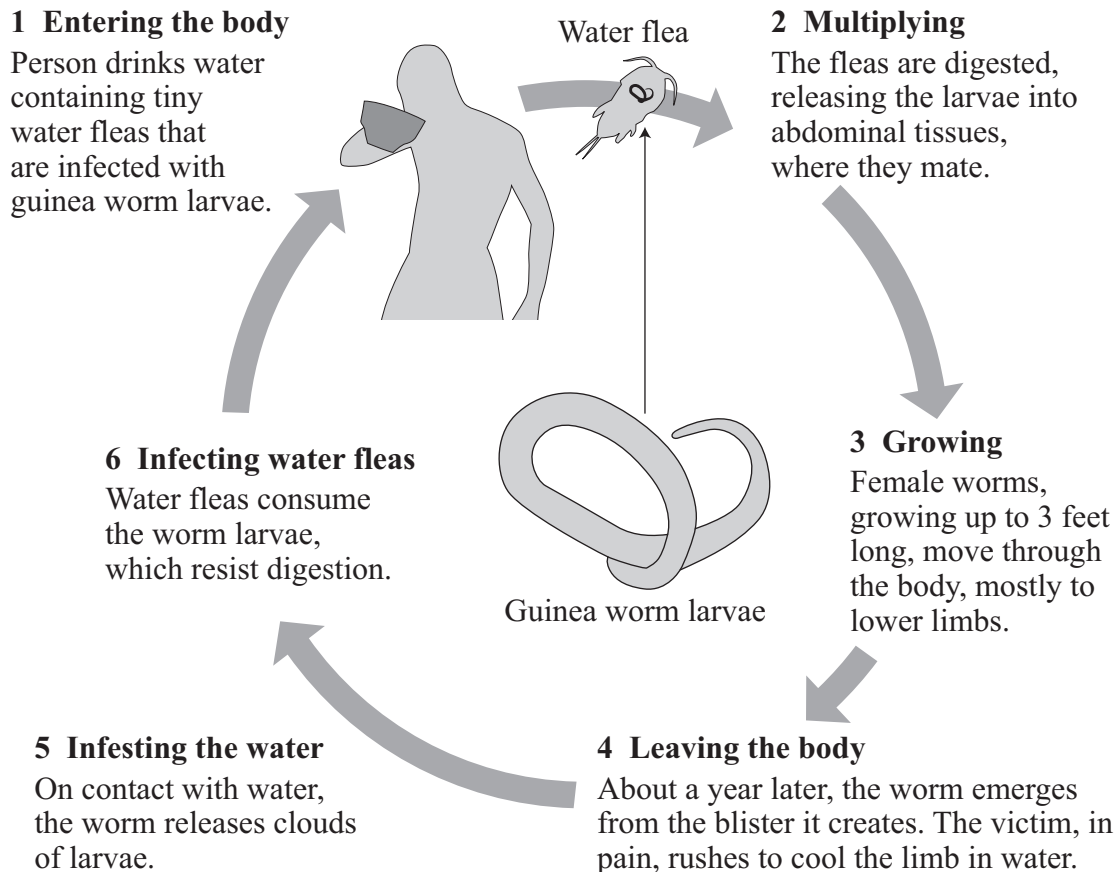 1 Entering the body
Person drinks water
containing tiny
water fleas that
are infected with
guinea worm larvae.
Water flea
2 Multiplying
The fleas are digested,
releasing the larvae into
abdominal tissues,
where they mate.
3 Growing
Female worms,
growing up to 3 feet
long, move through
the body, mostly to
lower limbs.
Guinea worm larvae
4 Leaving the body
About a year later, the worm emerges
from the blister it creates. The victim, in
pain, rushes to cool the limb in water.
5 Infesting the water
On contact with water,
the worm releases clouds
of larvae.
6 Infecting water fleas
Water fleas consume
the worm larvae,
which resist digestion.